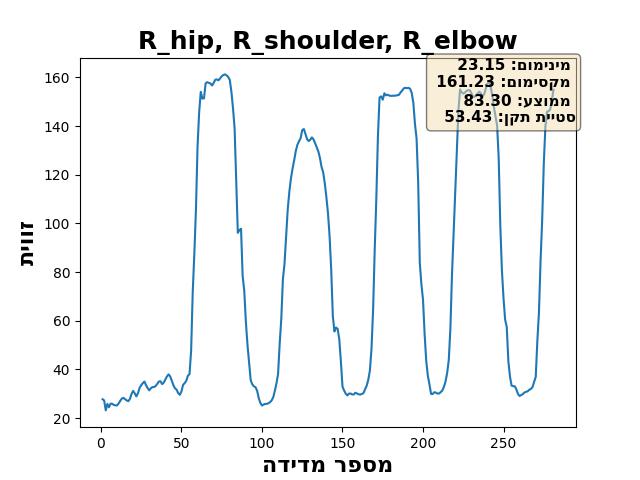 R_hip, R_shoulder, R_elbow
מינימום: 23.15
מקסימום: 161.23
ממוצע: 83.30
סטיית תקן: 53.43
160
140
120
100
80
60
40
20
זווית
0 50 100 150 200 250
מספר מדידה